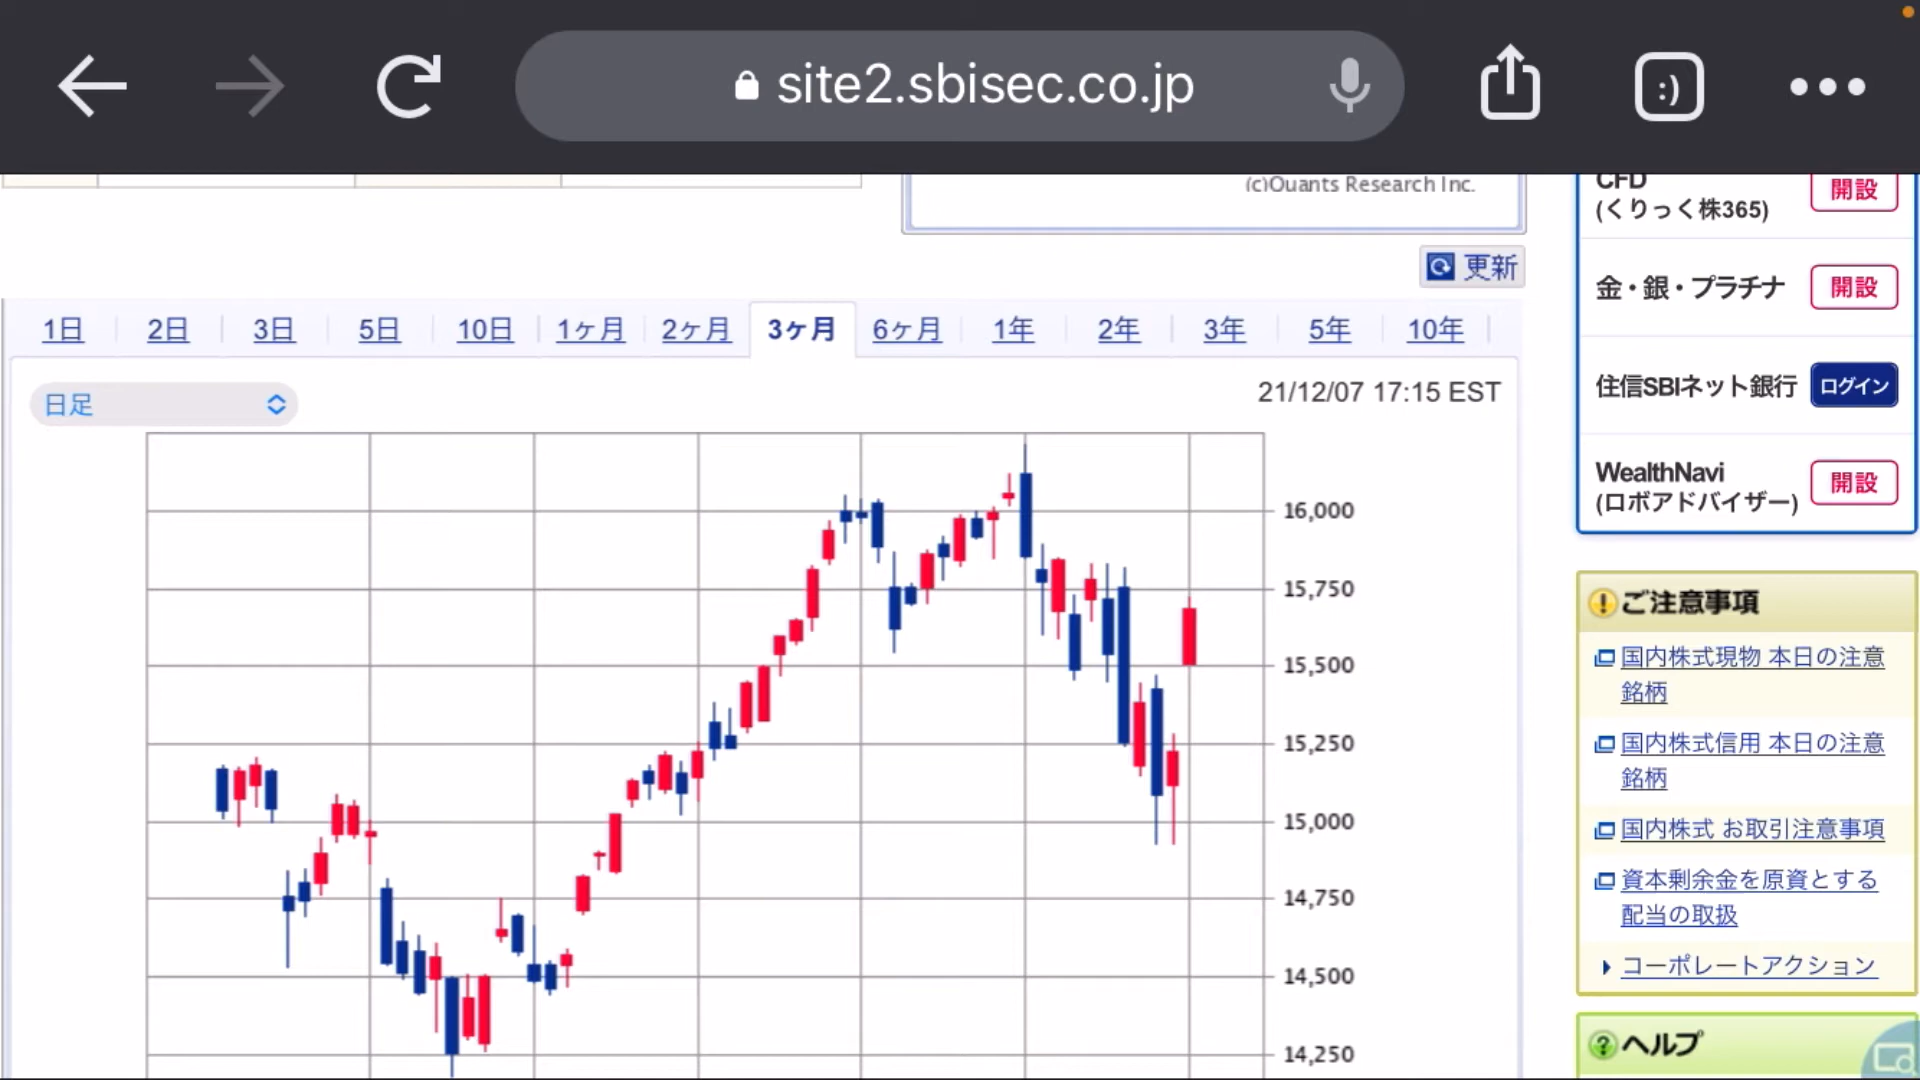 site2.sbisec.co.jp
:)
(c)Quants Research Inc.
更新
1日 2日 3日 5日 10日 1ヶ月 2ヶ月 3ヶ月 6ヶ月 1年 2年 3年 5年 10年
日足
21/12/07 17:15 EST
16,000
15,750
15,500
15,250
15,000
14,750
14,500
14,250
CFD
(くりっく株365)
開設
金・銀・プラチナ
開設
住信SBIネット銀行
ログイン
WealthNavi
(ロボアドバイザー)
開設
ご注意事項
国内株式現物 本日の注意
銘柄
国内株式信用 本日の注意
銘柄
国内株式 お取引注意事項
資本剰余金を原資とする
配当の取扱
コーポレートアクション
ヘルプ